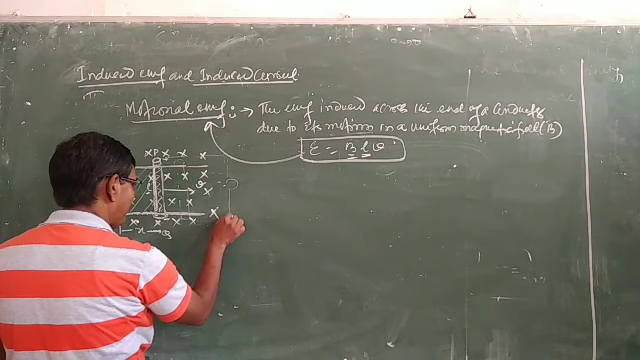 Induced emf and Induced Current
Motional emf :→ The emf induced across the end of a Conductor
due to its motion in a uniform magnetic field (B)
ε = B l v
X P X X X
X X X
l v X
X X
X X X X X
x B